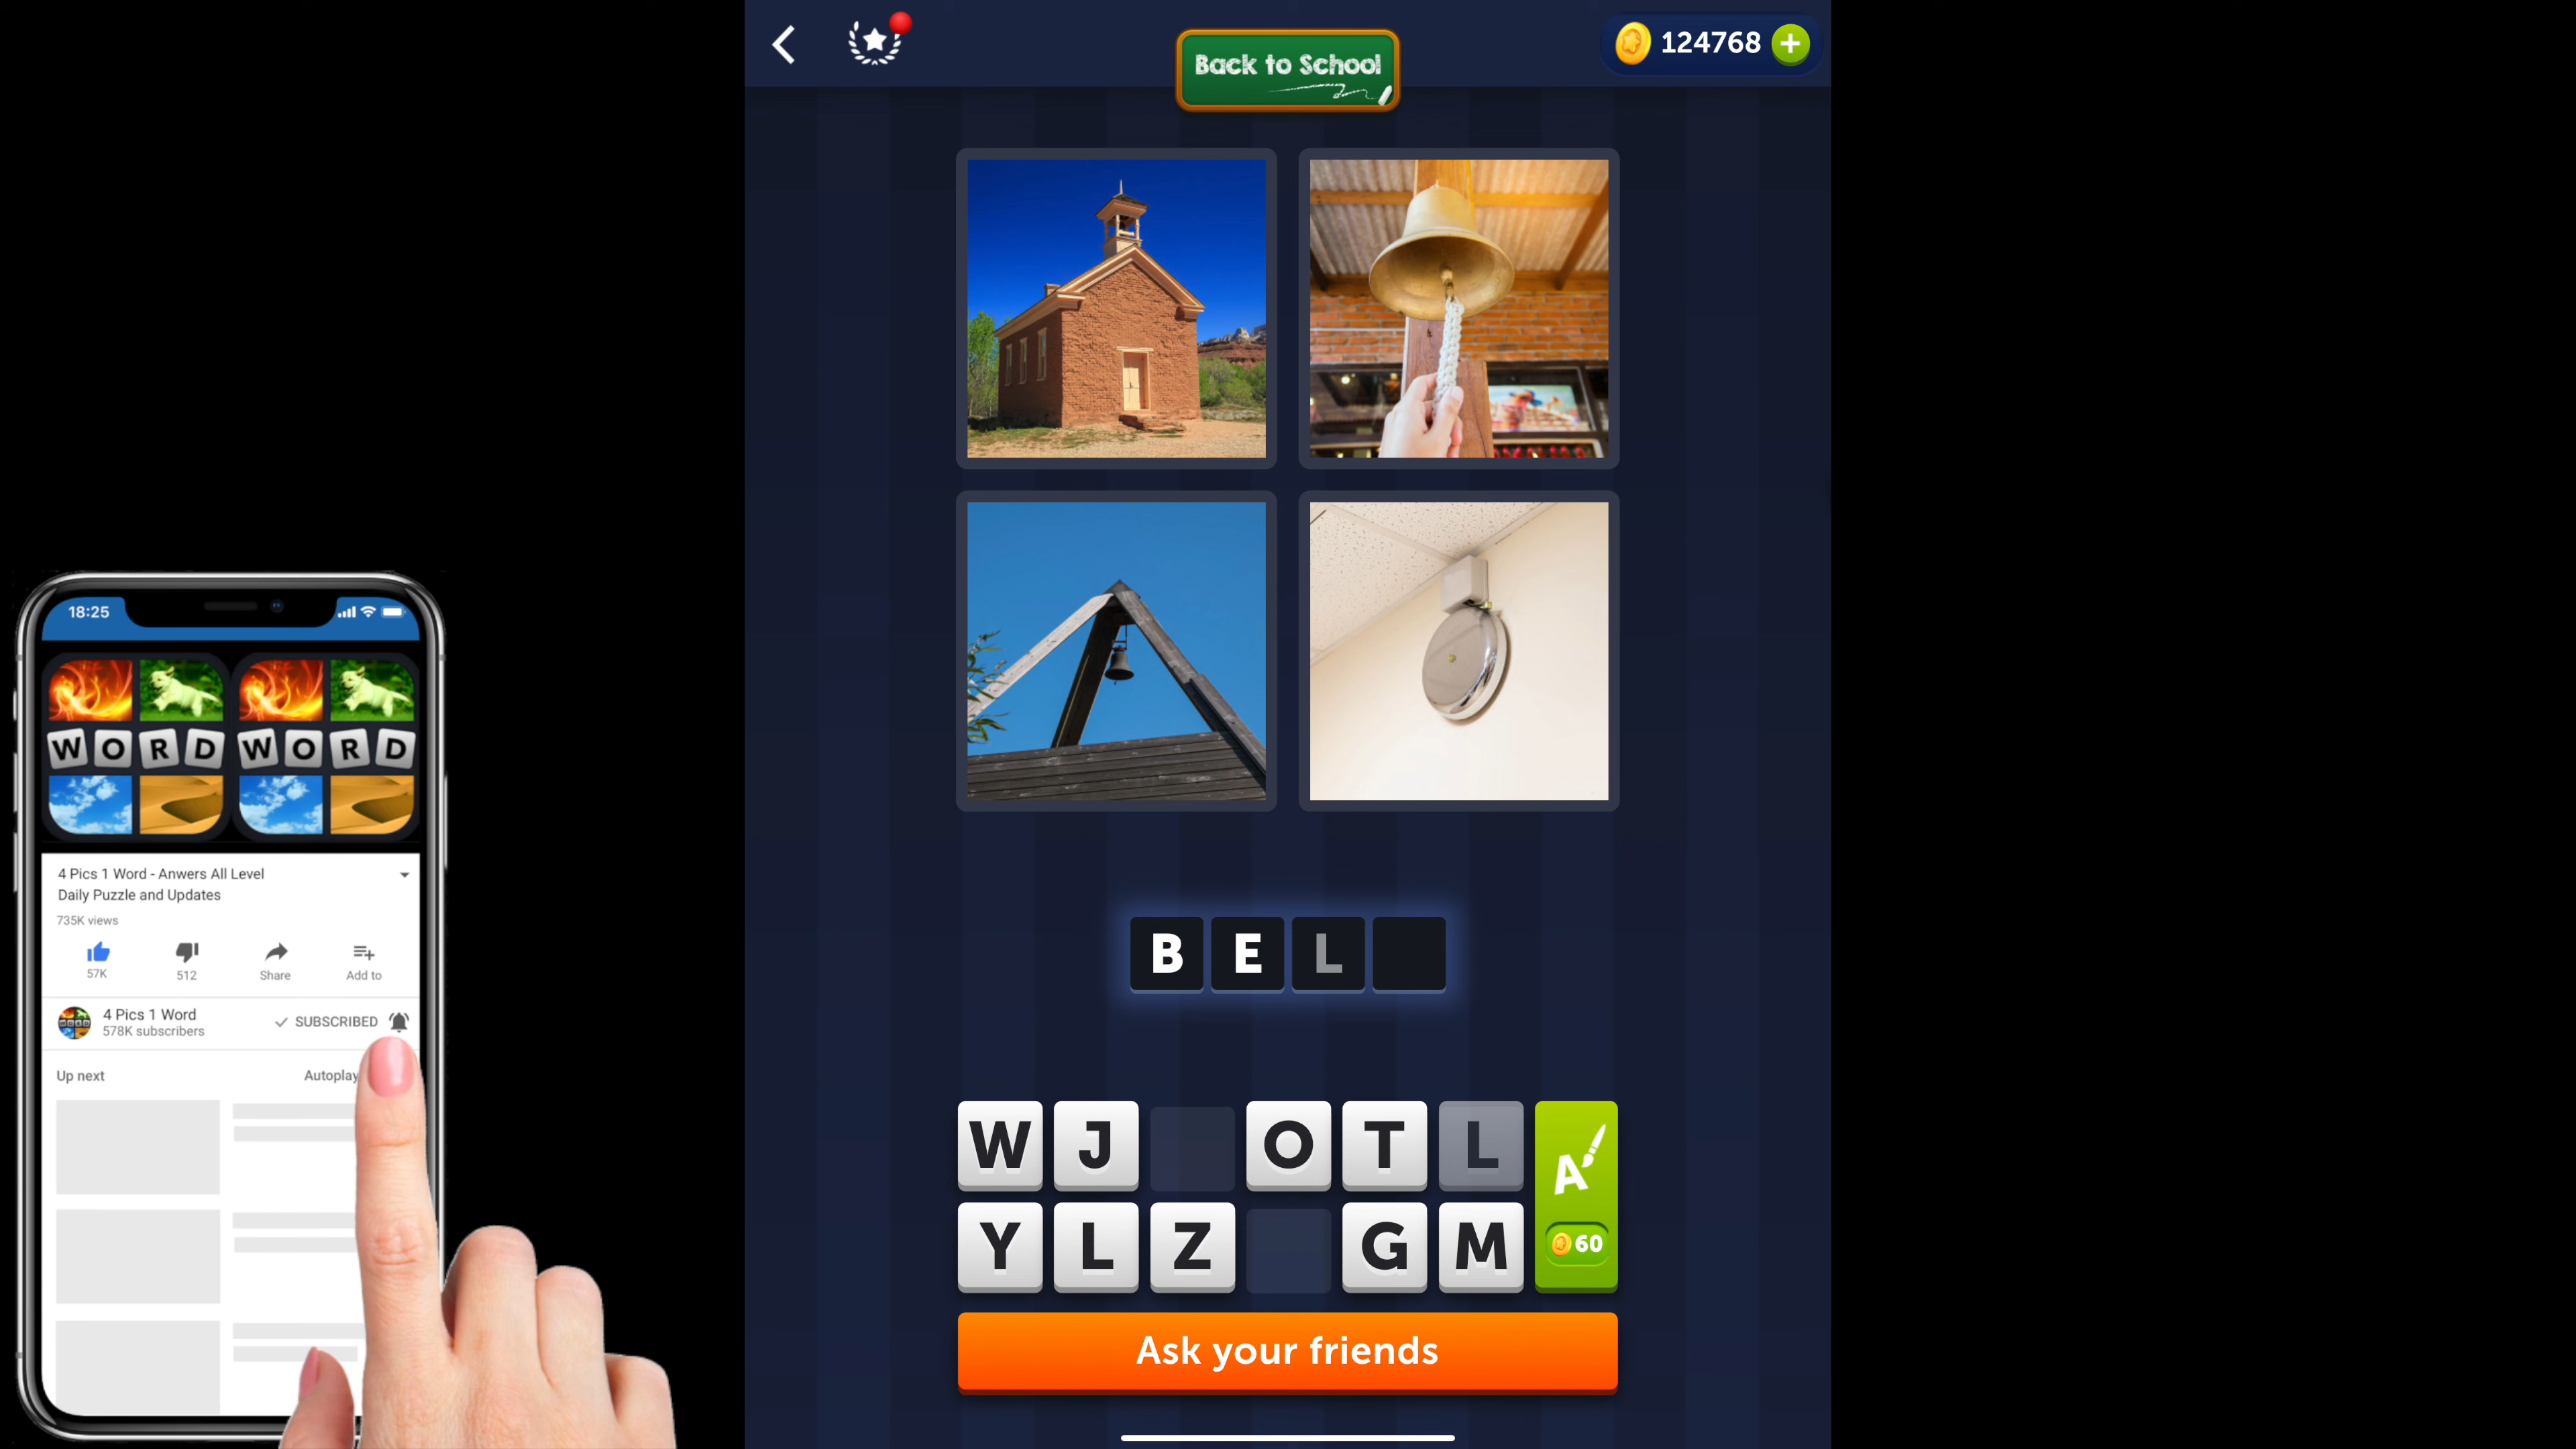 Back to School
124768
18:25
W O R D W O R D
4 Pics 1 Word - Anwers All Level
Daily Puzzle and Updates
735K views
57K 512 Share Add to
4 Pics 1 Word
578K subscribers
SUBSCRIBED
Up next Autoplay
B E L
W J O T L
A
Y L Z G M
60
Ask your friends